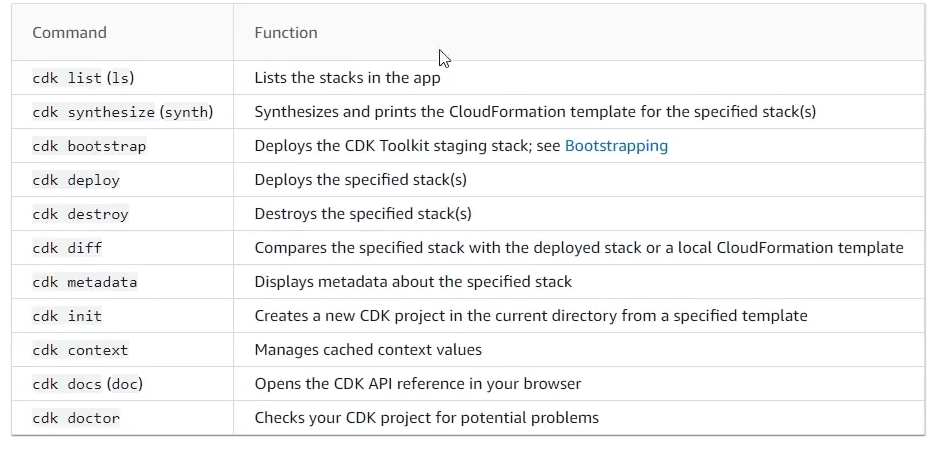 Command Function
cdk list (ls) Lists the stacks in the app
cdk synthesize (synth) Synthesizes and prints the CloudFormation template for the specified stack(s)
cdk bootstrap Deploys the CDK Toolkit staging stack; see Bootstrapping
cdk deploy Deploys the specified stack(s)
cdk destroy Destroys the specified stack(s)
cdk diff Compares the specified stack with the deployed stack or a local CloudFormation template
cdk metadata Displays metadata about the specified stack
cdk init Creates a new CDK project in the current directory from a specified template
cdk context Manages cached context values
cdk docs (doc) Opens the CDK API reference in your browser
cdk doctor Checks your CDK project for potential problems